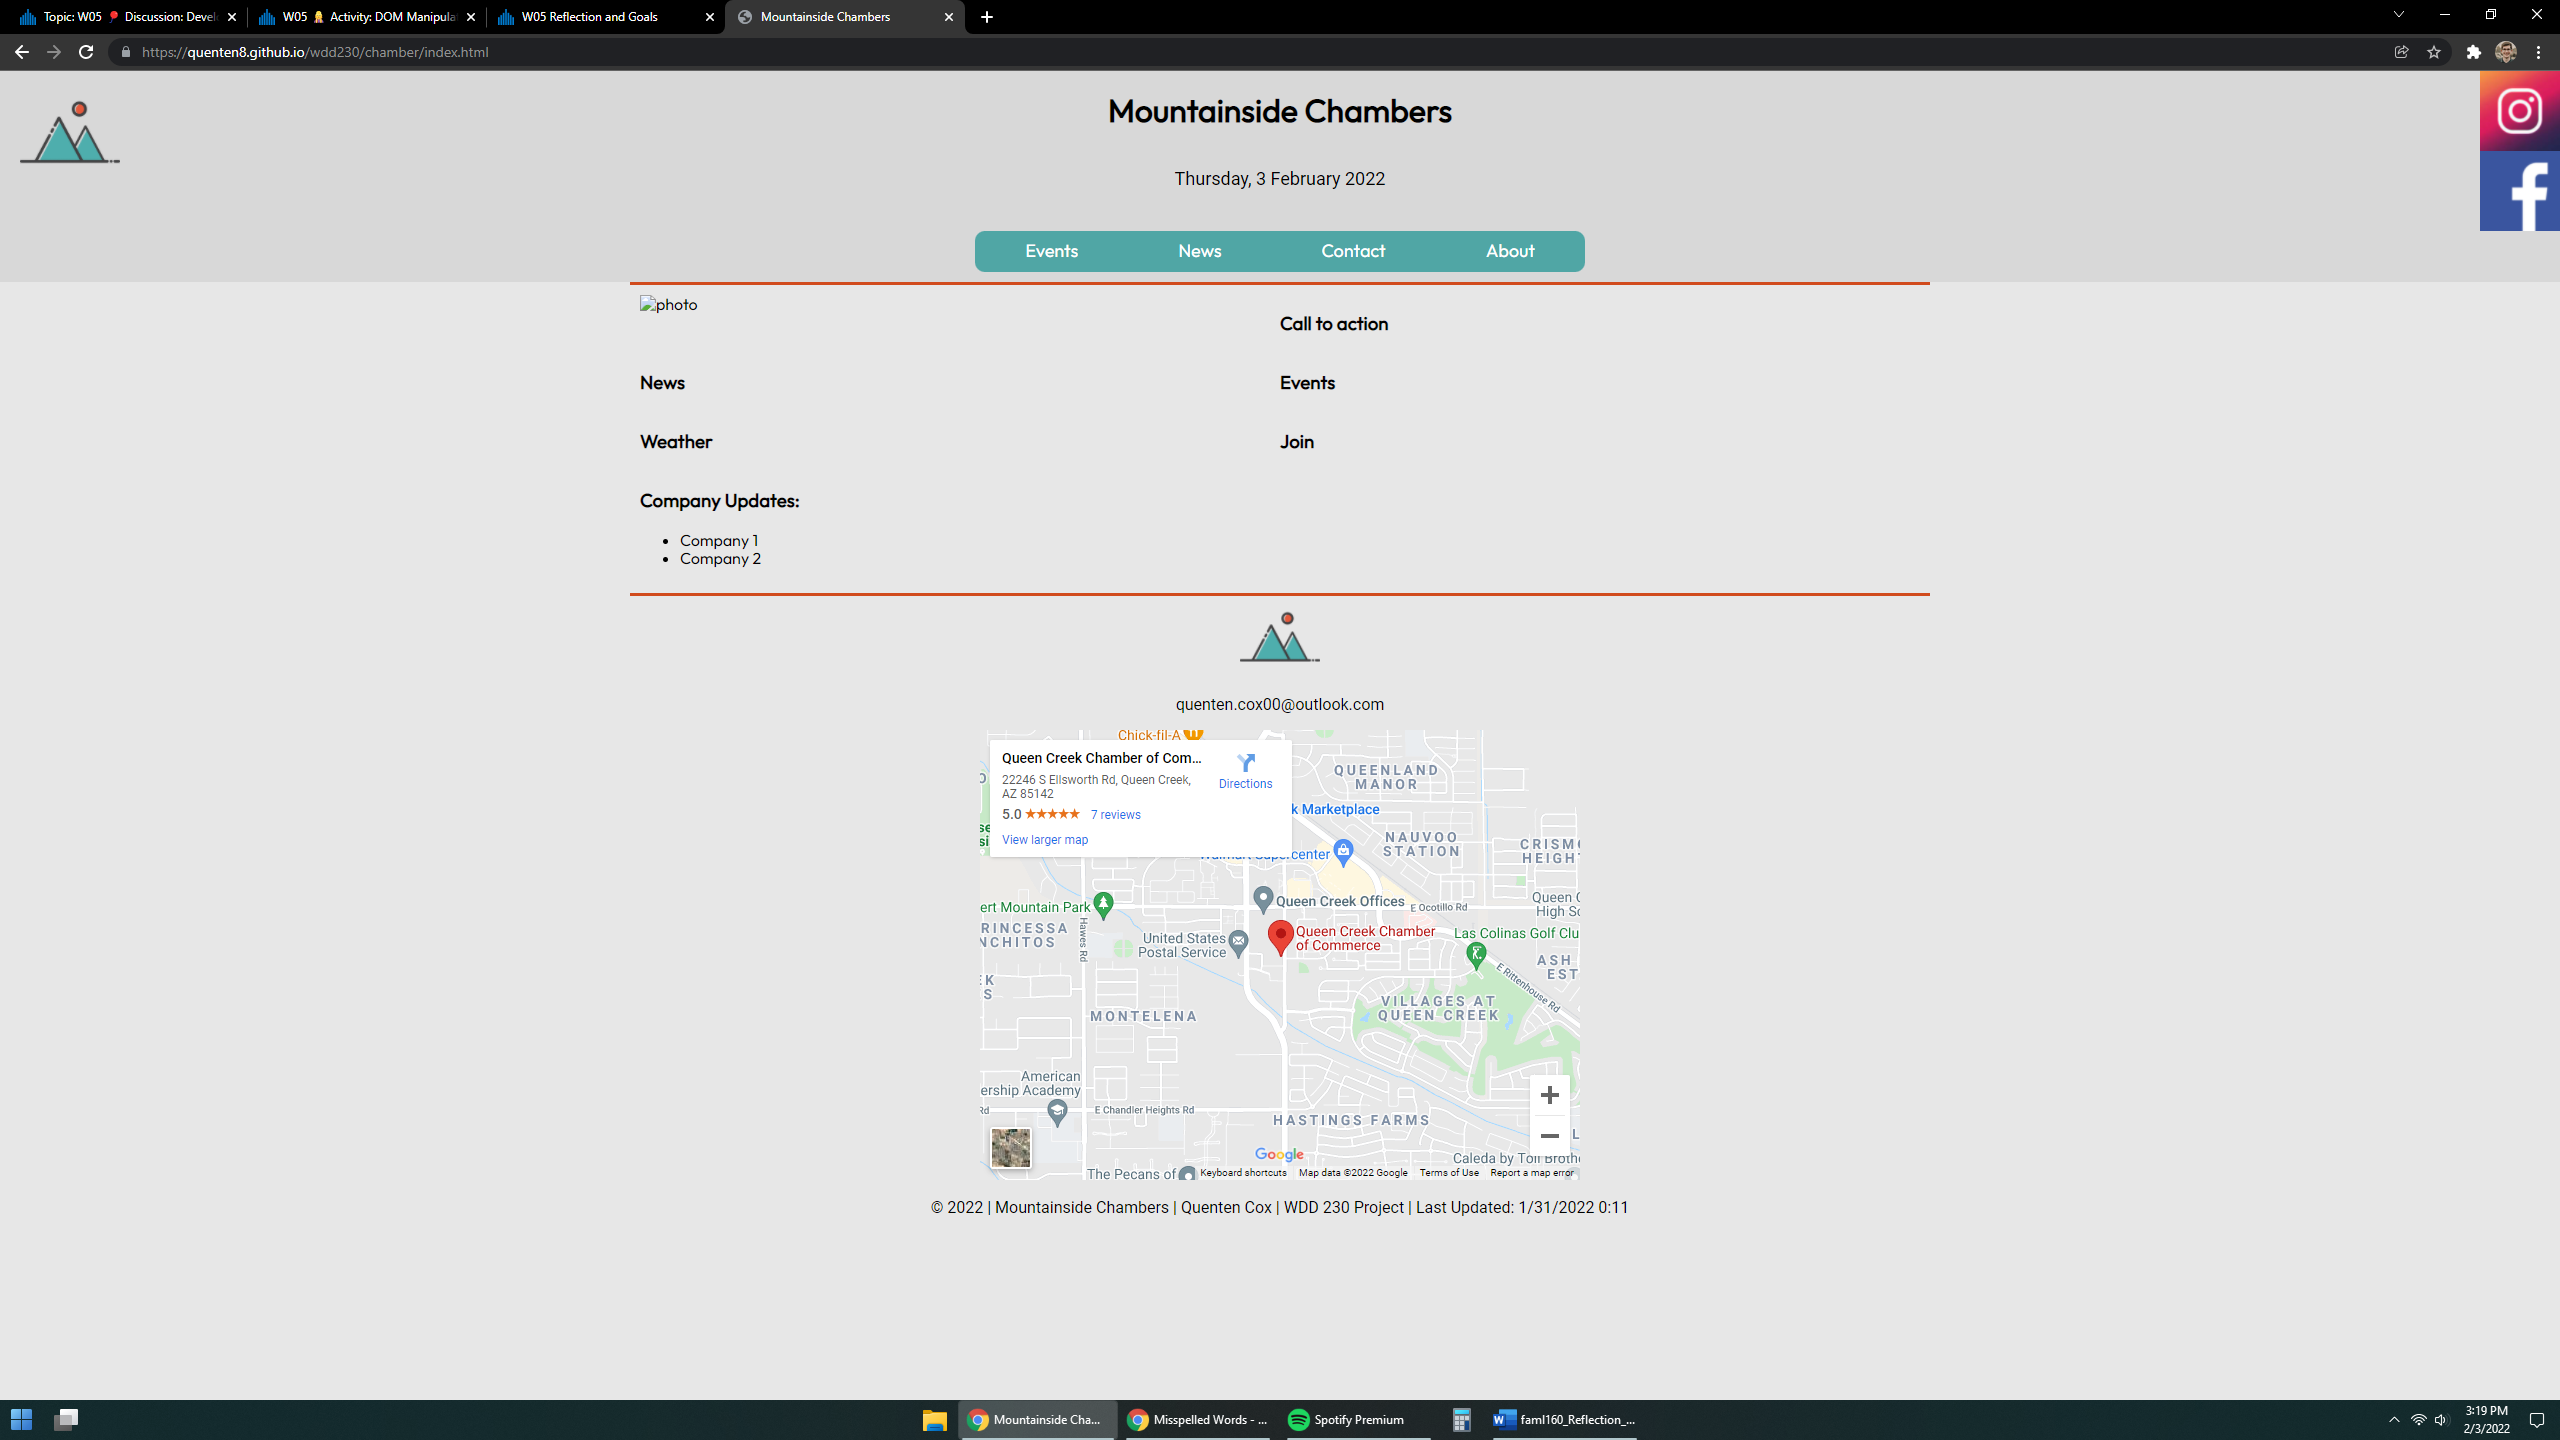 Topic: W05 Discussion: Devel
W05 Activity: DOM Manipulat
W05 Reflection and Goals
Mountainside Chambers
https://quenten8.github.io/wdd230/chamber/index.html
Mountainside Chambers
Thursday, 3 February 2022
Events News Contact About
photo
Call to action
News
Events
Weather
Join
Company Updates:
Company 1
Company 2
quenten.cox00@outlook.com
Chick-fil-A
Queen Creek Chamber of Com...
22246 S Ellsworth Rd, Queen Creek,
AZ 85142
Directions
5.0 7 reviews
View larger map
QUEENLAND
MANOR
k Marketplace
NAUVOO
STATION
CRISMO
HEIGHT
center
Queen Creek Offices
E Ocotillo Rd
Queen C
High Sc
ert Mountain Park
RINCESSA
NCHITOS
Hawes Rd
United States
Postal Service
Queen Creek Chamber
of Commerce
Las Colinas Golf Clu
ASH
EST
E Rittenhouse Rd
EK
S
VILLAGES AT
QUEEN CREEK
MONTELENA
American
ership Academy
Rd
E Chandler Heights Rd
HASTINGS FARMS
L
Google
Caleda by Toll Broth
The Pecans of
Keyboard shortcuts Map data ©2022 Google Terms of Use Report a map error
© 2022 | Mountainside Chambers | Quenten Cox | WDD 230 Project | Last Updated: 1/31/2022 0:11
Mountainside Cha...
Misspelled Words - ...
Spotify Premium
faml160_Reflection_...
3:19 PM
2/3/2022